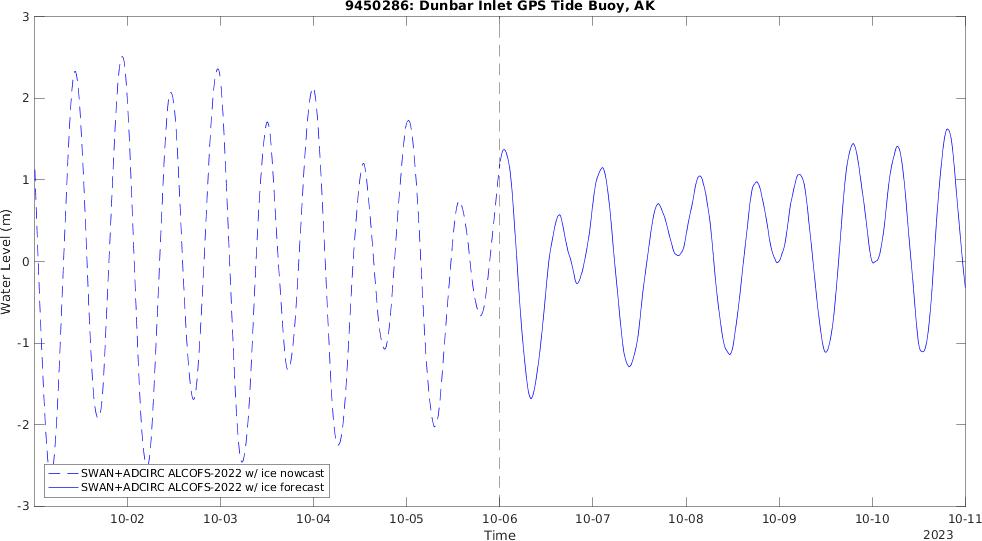 9450286: Dunbar Inlet GPS Tide Buoy, AK
3
2
1
0
-1
-2
-3
Water Level (m)
SWAN+ADCIRC ALCOFS-2022 w/ ice nowcast
SWAN+ADCIRC ALCOFS-2022 w/ ice forecast
10-02 10-03 10-04 10-05 10-06 10-07 10-08 10-09 10-10 10-11
Time
2023